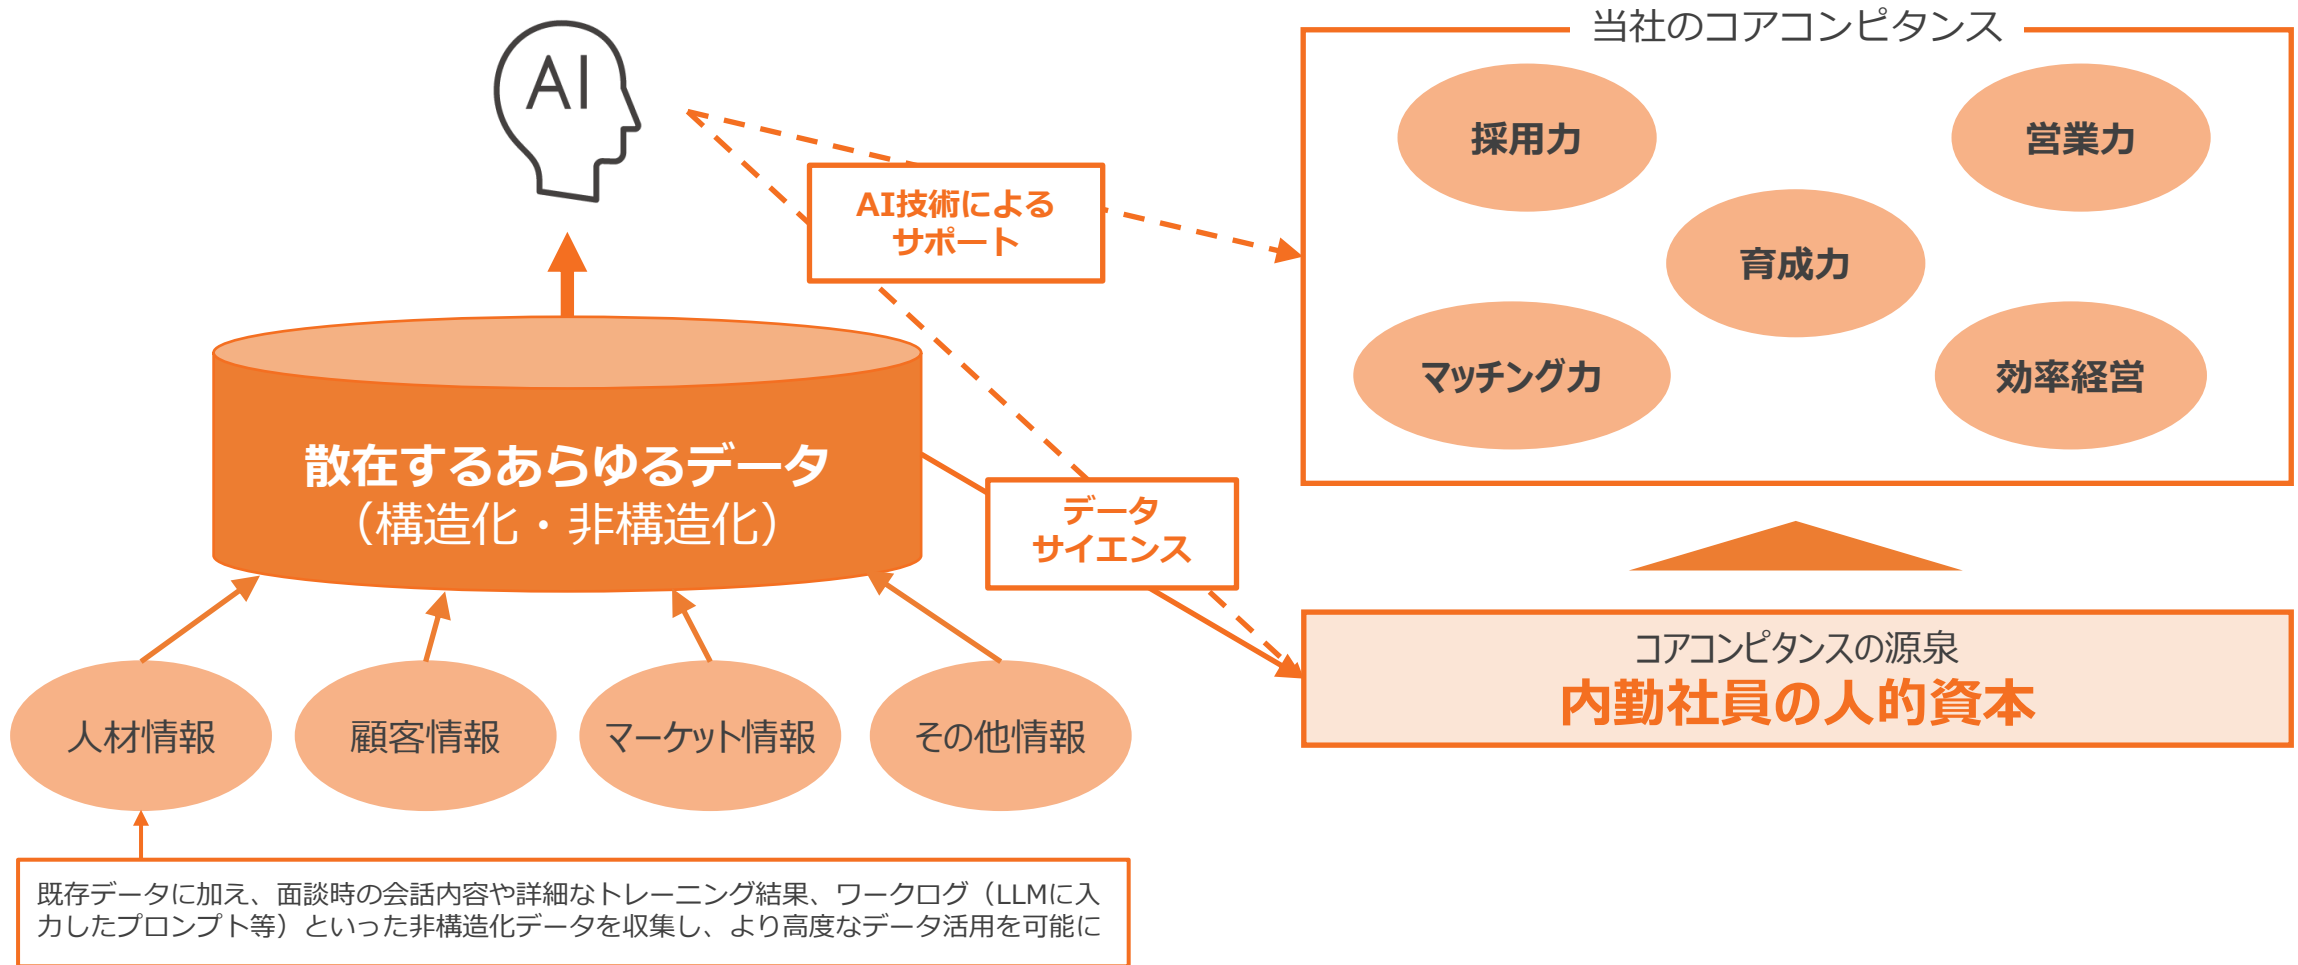 AI
当社のコアコンピタンス
採用力
営業力
育成力
マッチング力
効率経営
AI技術による
サポート
散在するあらゆるデータ
（構造化・非構造化）
データ
サイエンス
コアコンピタンスの源泉
内勤社員の人的資本
人材情報
顧客情報
マーケット情報
その他情報
既存データに加え、面談時の会話内容や詳細なトレーニング結果、ワークログ（LLMに入
力したプロンプト等）といった非構造化データを収集し、より高度なデータ活用を可能に